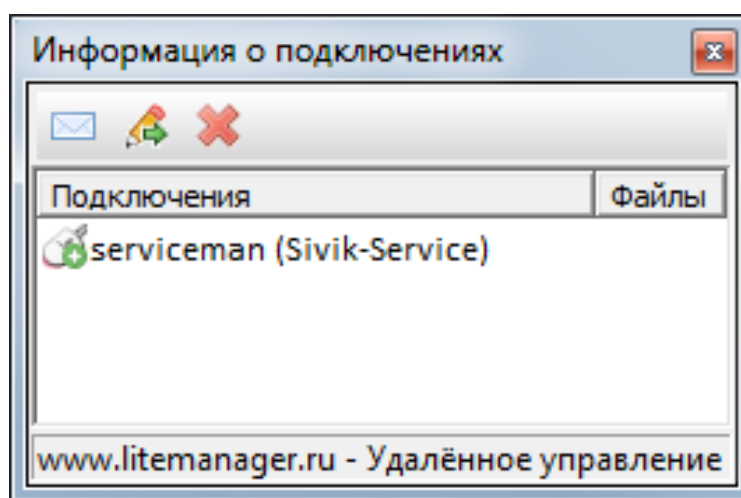 Информация о подключениях
Подключения Файлы
serviceman (Sivik-Service)
www.litemanager.ru - Удалённое управление